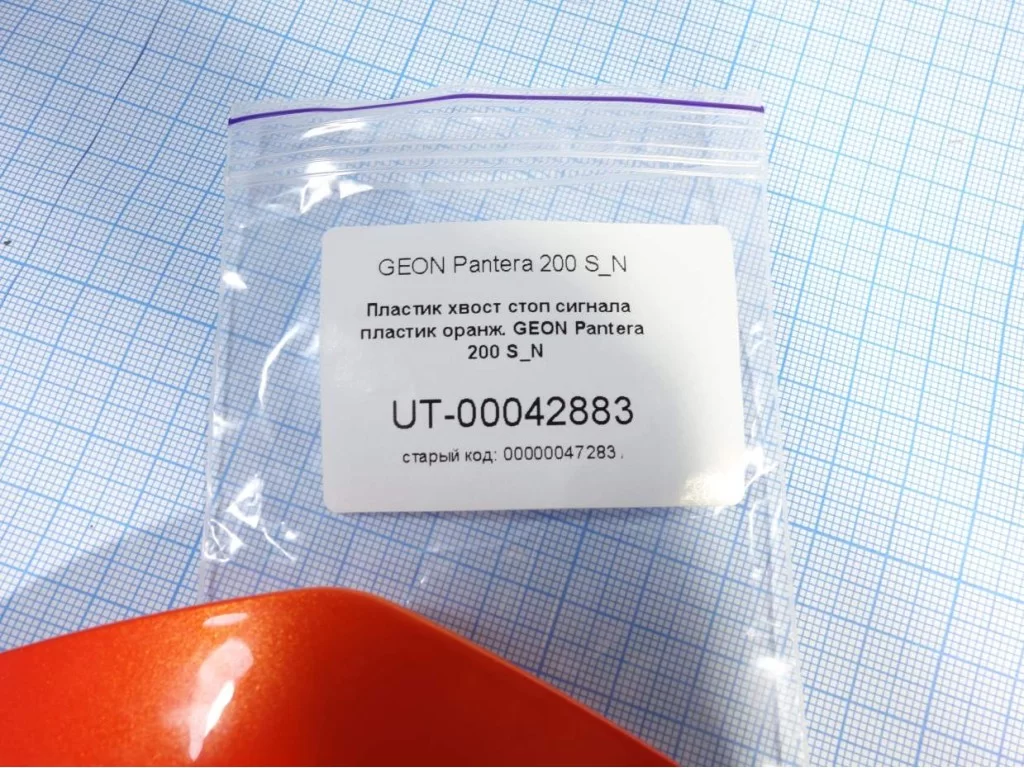 GEON Pantera 200 S_N
Пластик хвост стоп сигнала
пластик оранж. GEON Pantera
200 S_N
UT-00042883
старый код: 00000047283 .